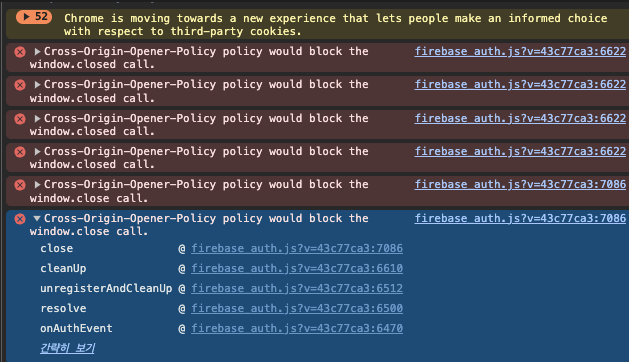 52 Chrome is moving towards a new experience that lets people make an informed choice
with respect to third-party cookies.
Cross-Origin-Opener-Policy policy would block the firebase_auth.js?v=43c77ca3:6622
window.closed call.
Cross-Origin-Opener-Policy policy would block the firebase_auth.js?v=43c77ca3:6622
window.closed call.
Cross-Origin-Opener-Policy policy would block the firebase_auth.js?v=43c77ca3:6622
window.closed call.
Cross-Origin-Opener-Policy policy would block the firebase_auth.js?v=43c77ca3:6622
window.closed call.
Cross-Origin-Opener-Policy policy would block the firebase_auth.js?v=43c77ca3:7086
window.close call.
Cross-Origin-Opener-Policy policy would block the firebase_auth.js?v=43c77ca3:7086
window.close call.
close @ firebase_auth.js?v=43c77ca3:7086
cleanUp @ firebase_auth.js?v=43c77ca3:6610
unregisterAndCleanUp @ firebase_auth.js?v=43c77ca3:6512
resolve @ firebase_auth.js?v=43c77ca3:6500
onAuthEvent @ firebase_auth.js?v=43c77ca3:6470
간략히 보기